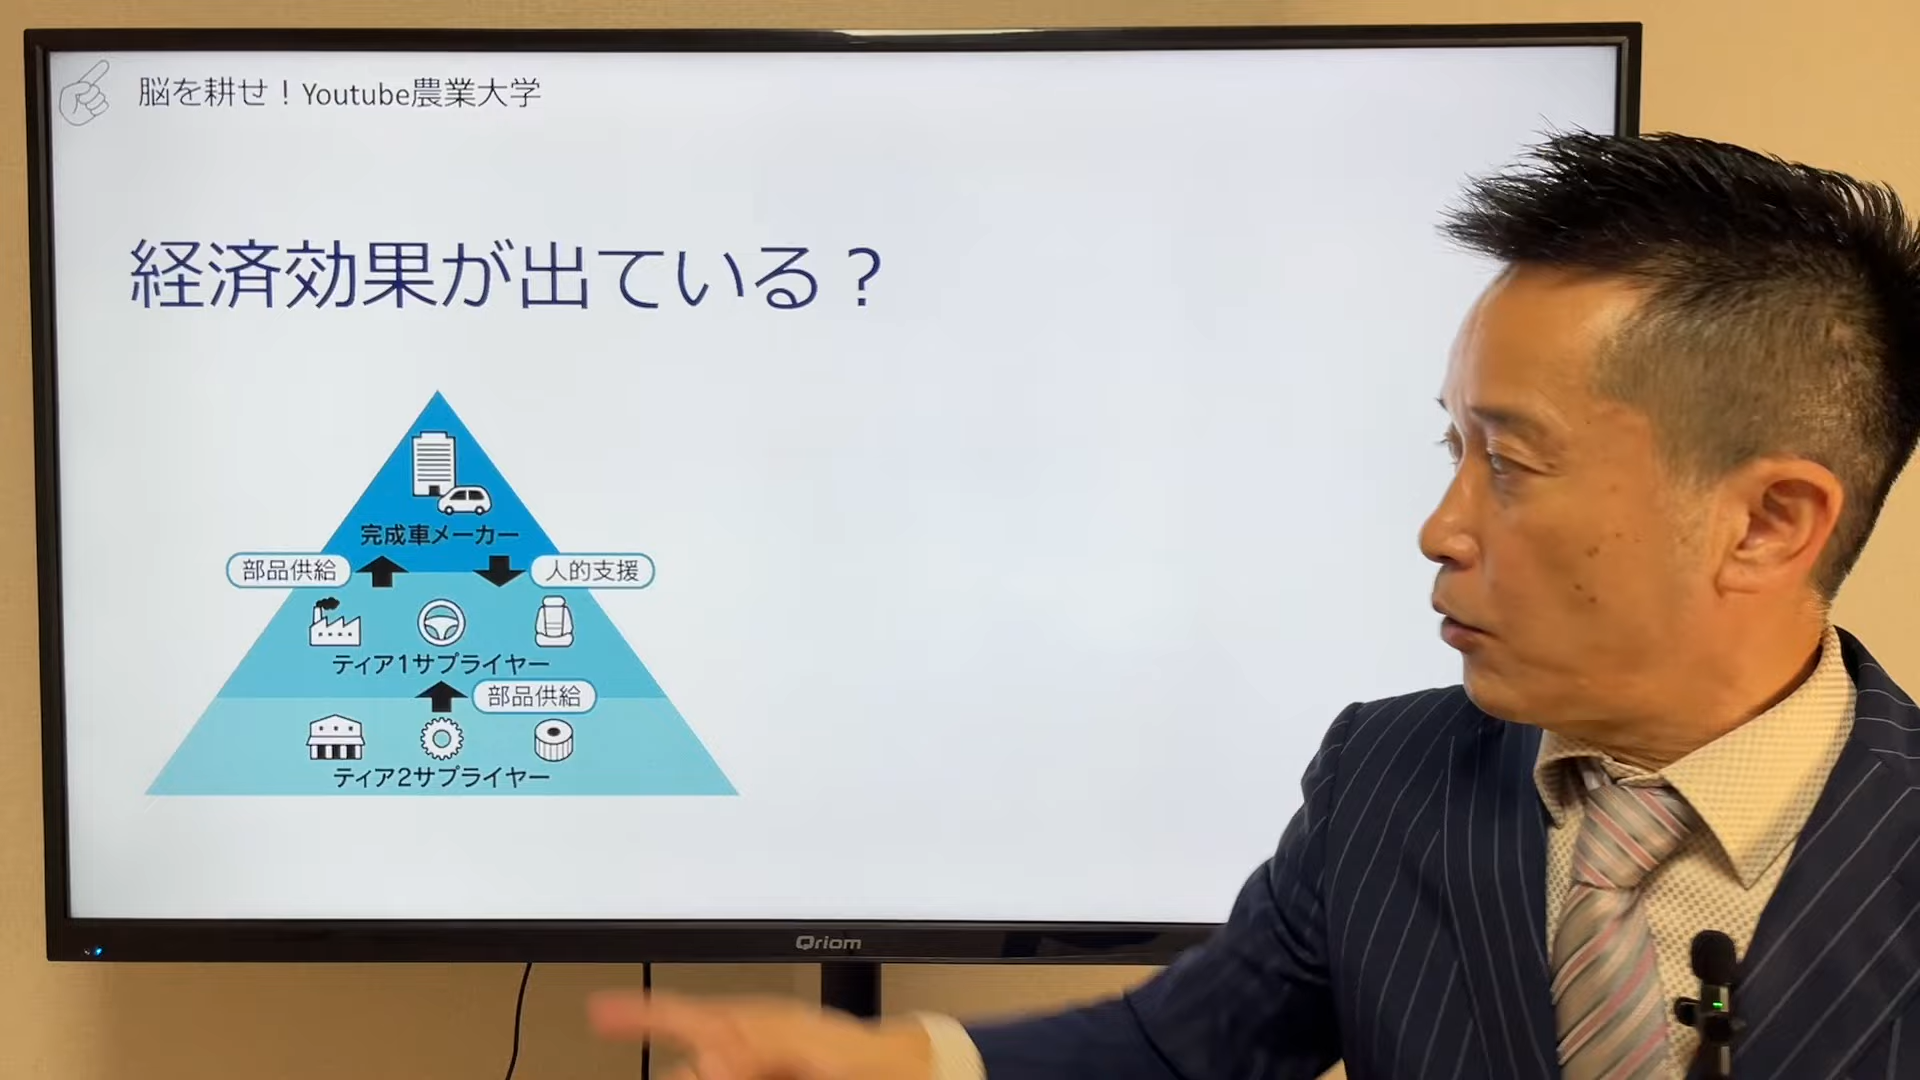 脳を耕せ！Youtube農業大学
経済効果が出ている？
完成車メーカー
部品供給
人的支援
ティア1サプライヤー
部品供給
ティア2サプライヤー
Qriom